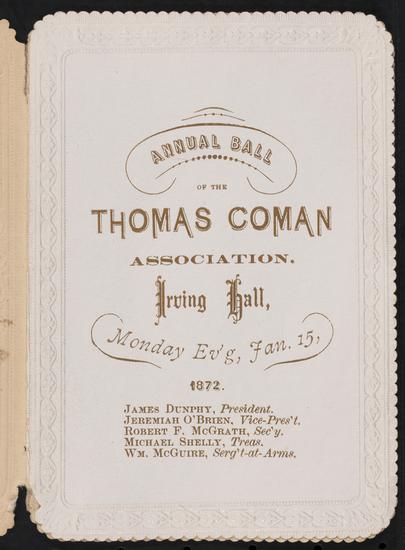 ANNUAL BALL
OF THE
THOMAS COMAN
ASSOCIATION.
Irving Hall,
Monday Ev'g, Jan. 15,
1872.
JAMES DUNPHY, President.
JEREMIAH O'BRIEN, Vice-Pres't.
ROBERT F. McGRATH, Sec'y.
MICHAEL SHELLY, Treas.
WM. McGUIRE, Serg't-at-Arms.